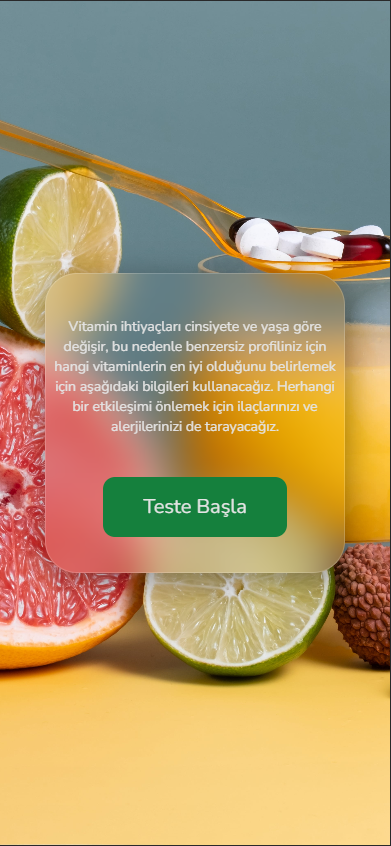 Vitamin ihtiyaçları cinsiyete ve yaşa göre
değişir, bu nedenle benzersiz profiliniz için
hangi vitaminlerin en iyi olduğunu belirlemek
için aşağıdaki bilgileri kullanacağız. Herhangi
bir etkileşimi önlemek için ilaçlarınızı ve
alerjilerinizi de tarayacağız.
Teste Başla